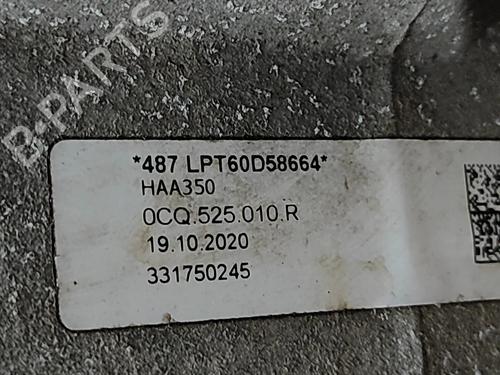 B-PARTS
*487 LPT60D58664*
HAA350
0CQ.525.010.R
19.10.2020
331750245